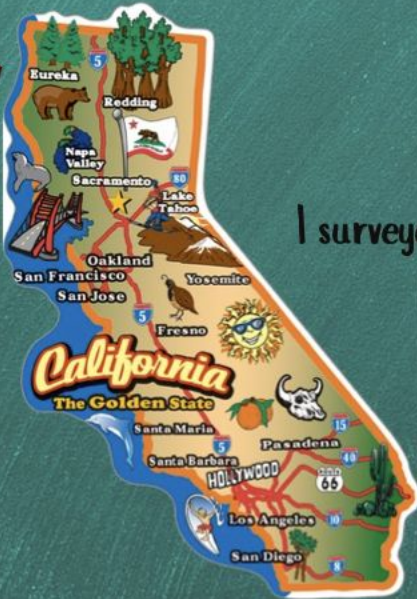 5
Eureka
Redding
Napa
Valley
Sacramento
80
Lake
Tahoe
Oakland
San Francisco
Yosemite
San Jose
5
Fresno
California
The Golden State
Santa Maria
15
5
Pasadena
40
Santa Barbara
HOLLYWOOD
66
Los Angeles
10
San Diego
8
I surveye